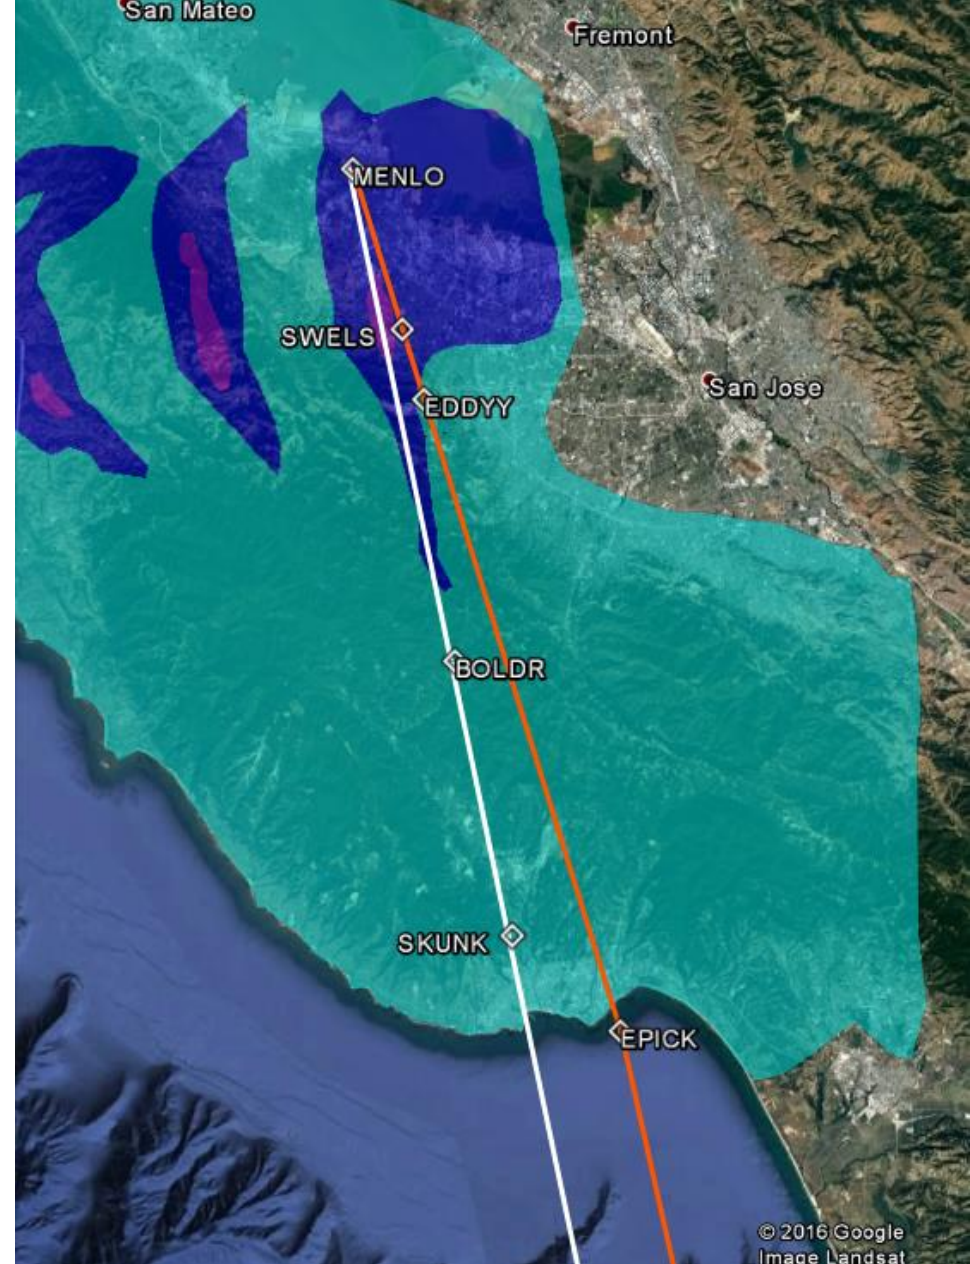 San Mateo
Fremont
MENLO
SWELS
San Jose
EDDYY
BOLDR
SKUNK
EPICK
© 2016 Google
Image Landsat